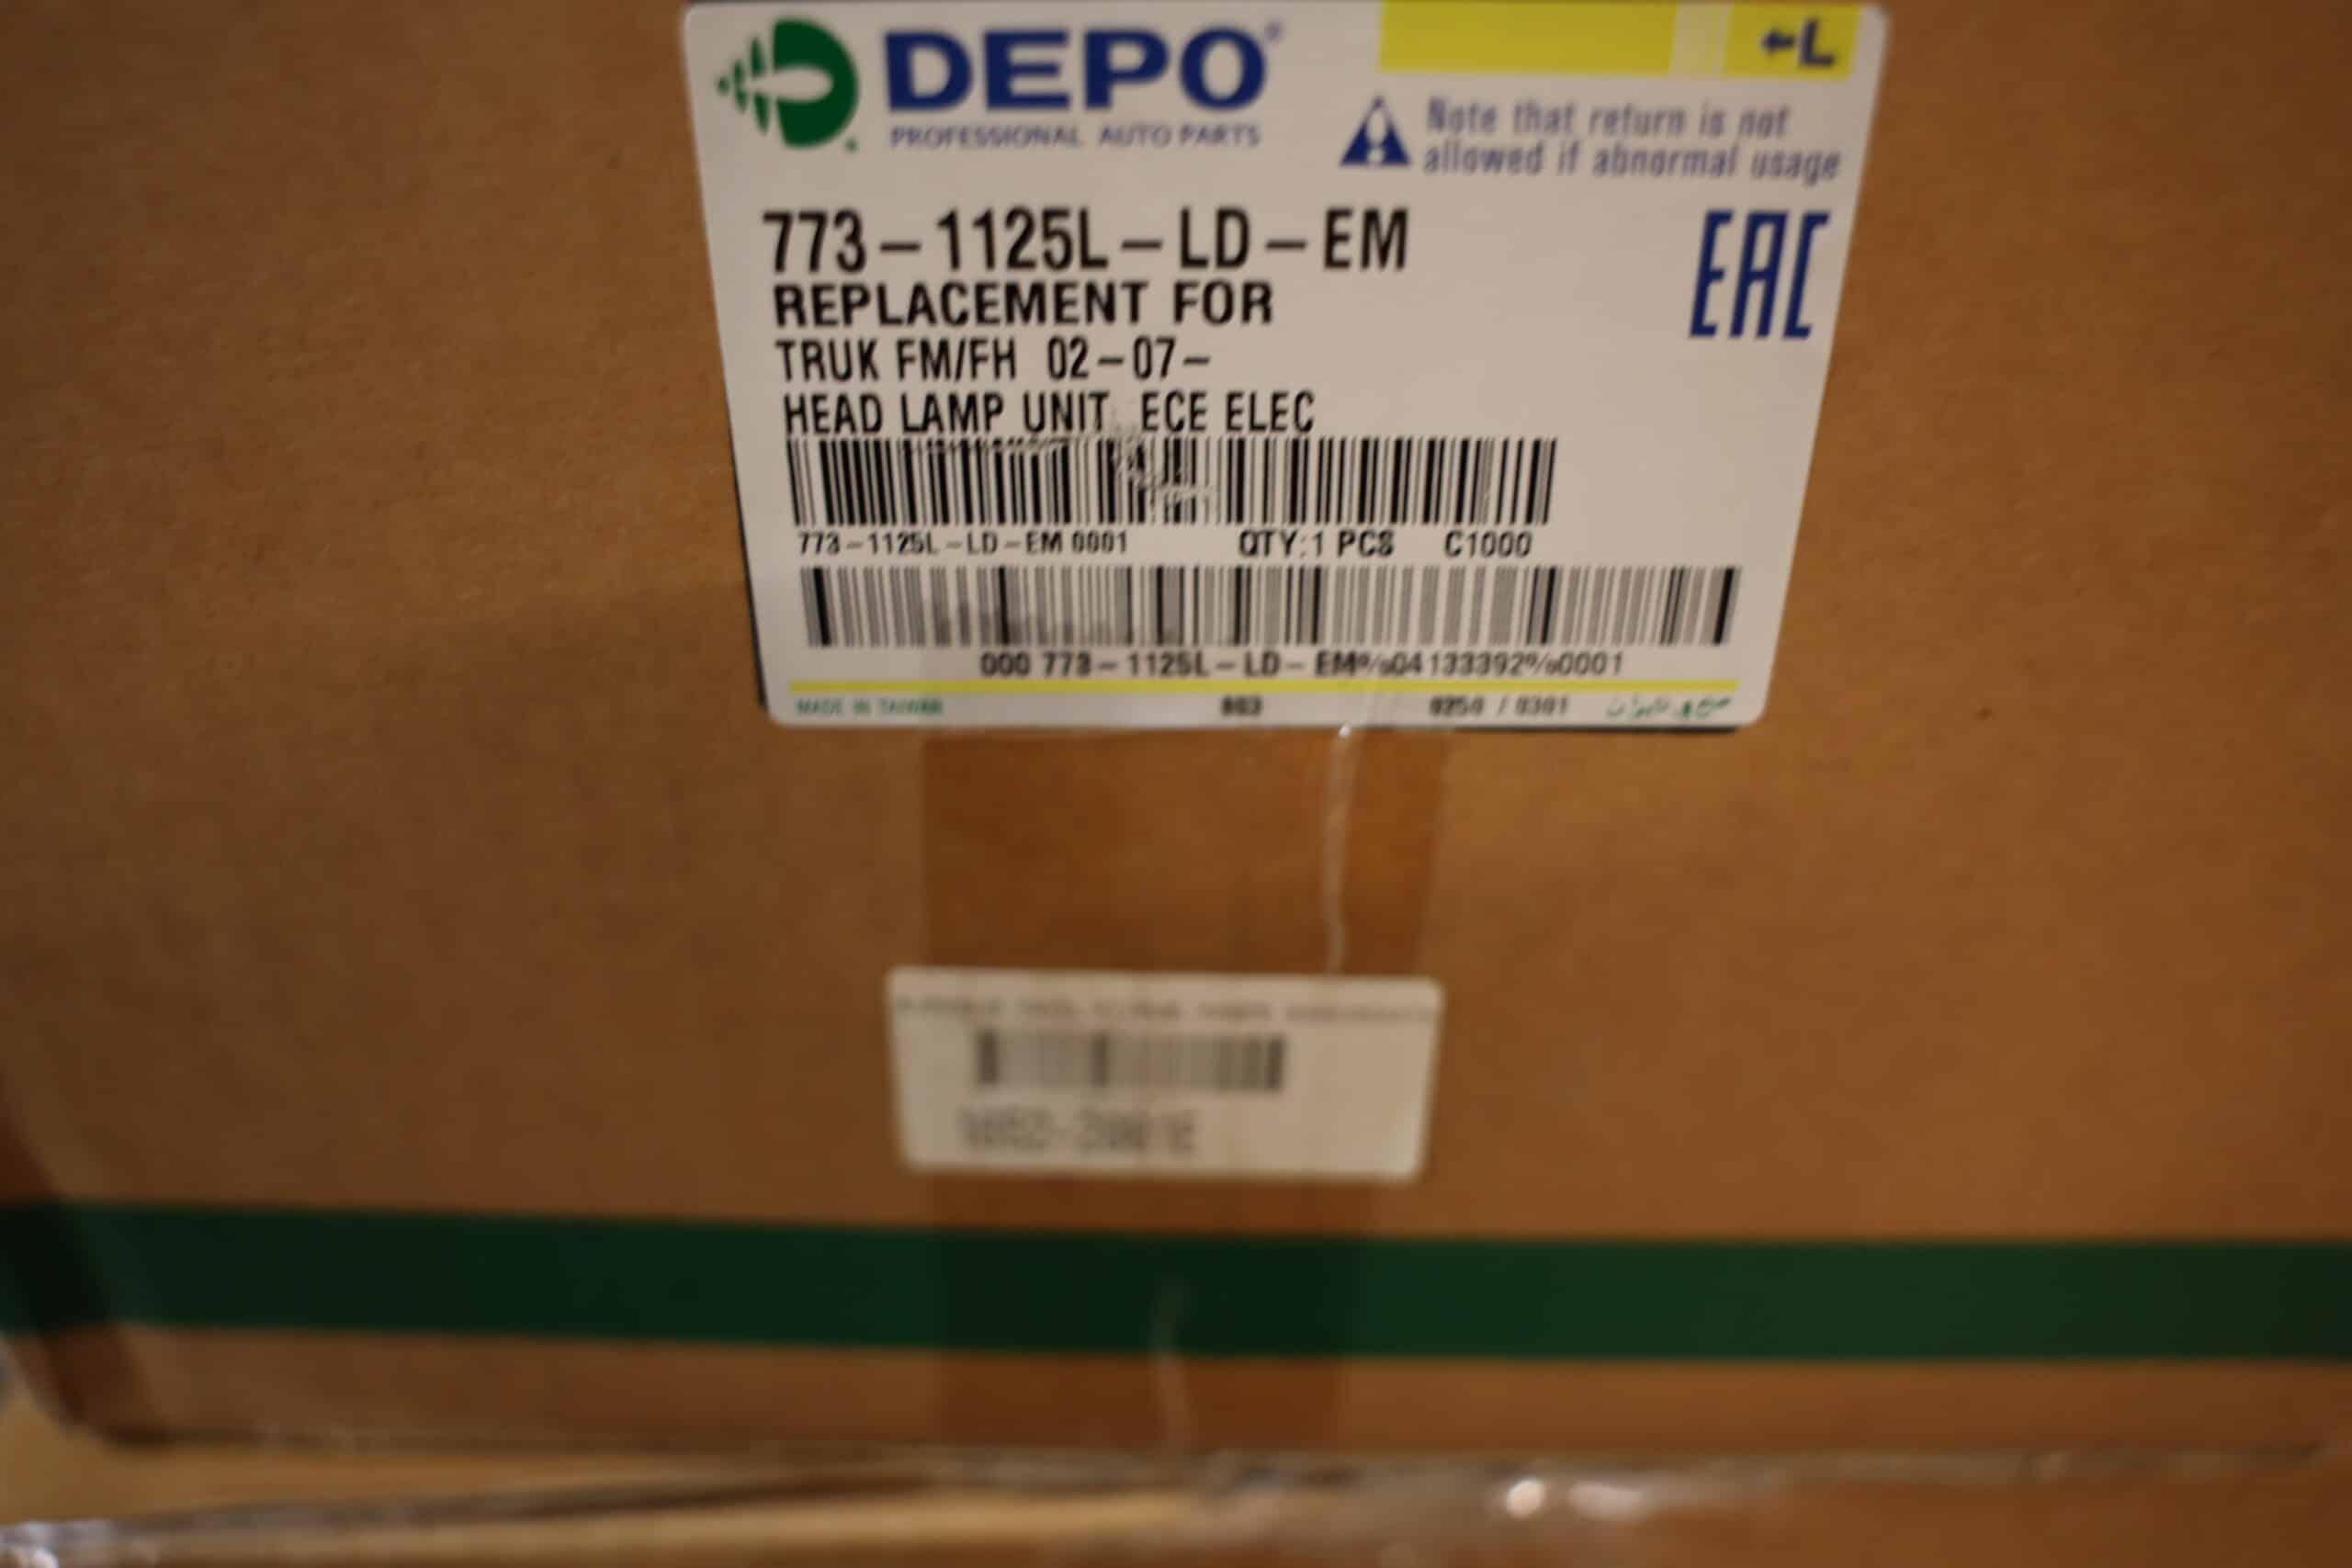 DEPO®
PROFESSIONAL AUTO PARTS
←L
Note that return is not
allowed if abnormal usage
773-1125L-LD-EM
EAC
REPLACEMENT FOR
TRUK FM/FH 02-07-
HEAD LAMP UNIT ECE ELEC
773-1125L-LD-EM 0001 QTY:1 PCS C1000
000 773-1125L-LD-EM%04133392%0001
MADE IN TAIWAN